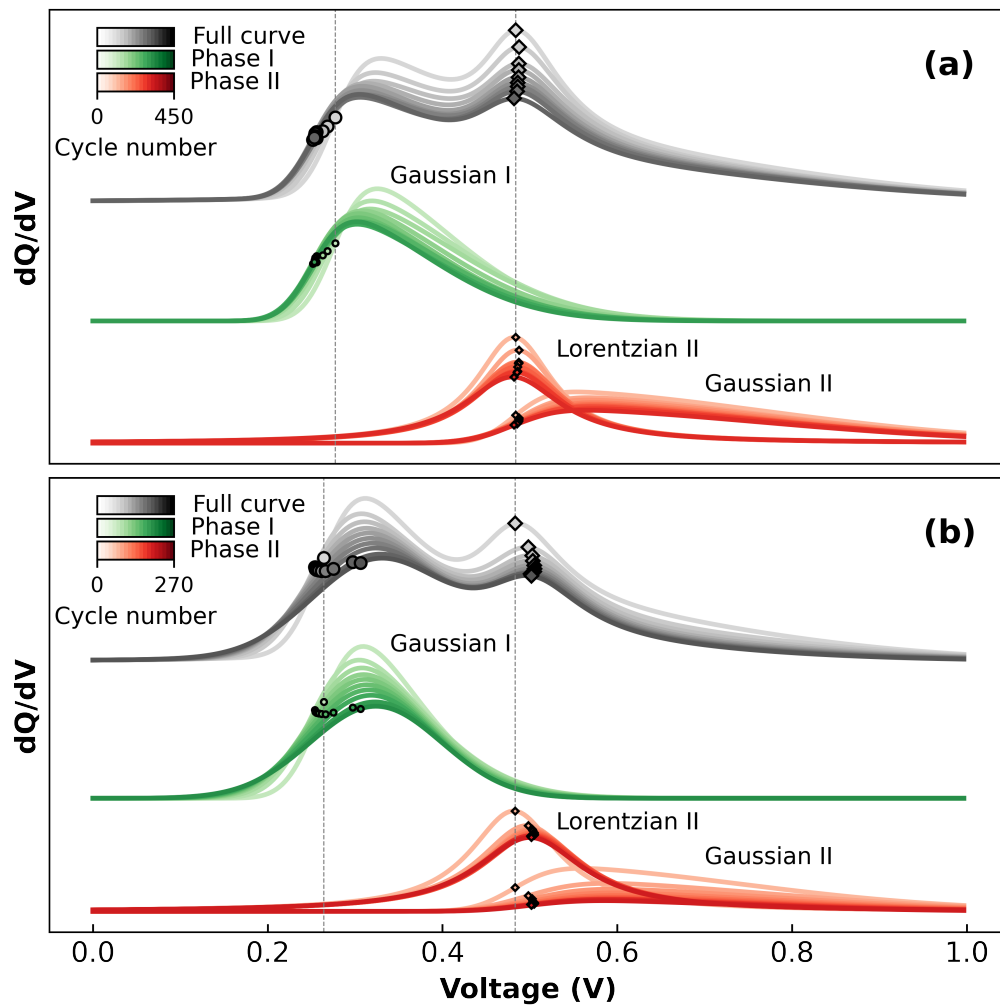 Full curve
(a)
Phase I
Phase II
0 450
Cycle number
Gaussian I
dQ/dV
Lorentzian II
Gaussian II
Full curve
(b)
Phase I
Phase II
0 270
Cycle number
Gaussian I
dQ/dV
Lorentzian II
Gaussian II
0.0 0.2 0.4 0.6 0.8 1.0
Voltage (V)